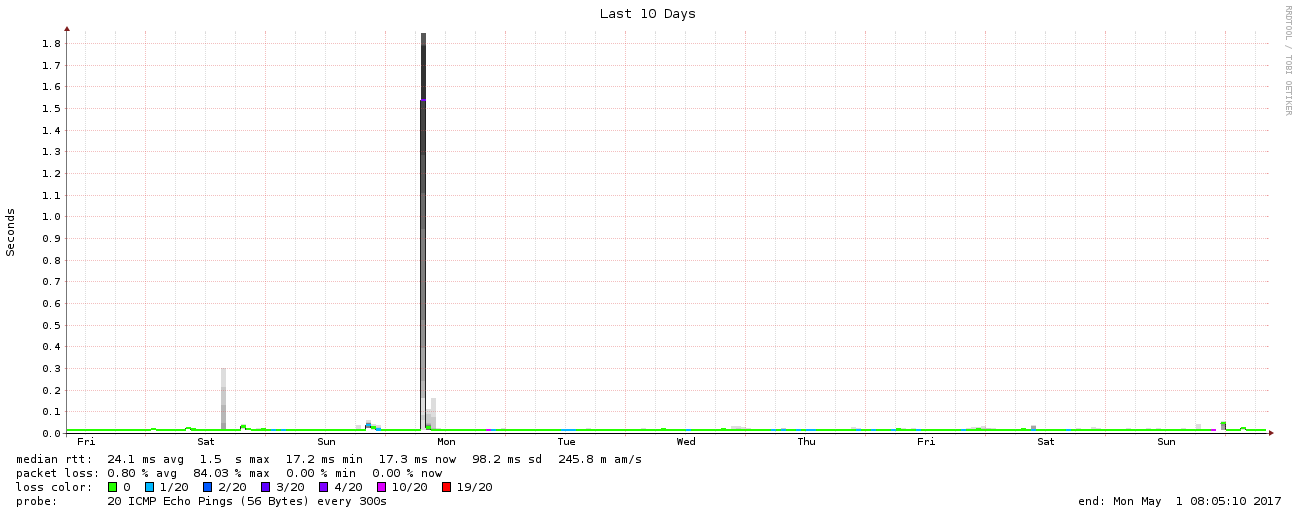 Last 10 Days
RRDTOOL / TOBI OETIKER
Seconds
1.8
1.7
1.6
1.5
1.4
1.3
1.2
1.1
1.0
0.9
0.8
0.7
0.6
0.5
0.4
0.3
0.2
0.1
0.0
Fri Sat Sun Mon Tue Wed Thu Fri Sat Sun
median rtt: 24.1 ms avg 1.5 s max 17.2 ms min 17.3 ms now 98.2 ms sd 245.8 m am/s
packet loss: 0.80 % avg 84.03 % max 0.00 % min 0.00 % now
loss color: 0 1/20 2/20 3/20 4/20 10/20 19/20
probe: 20 ICMP Echo Pings (56 Bytes) every 300s end: Mon May 1 08:05:10 2017